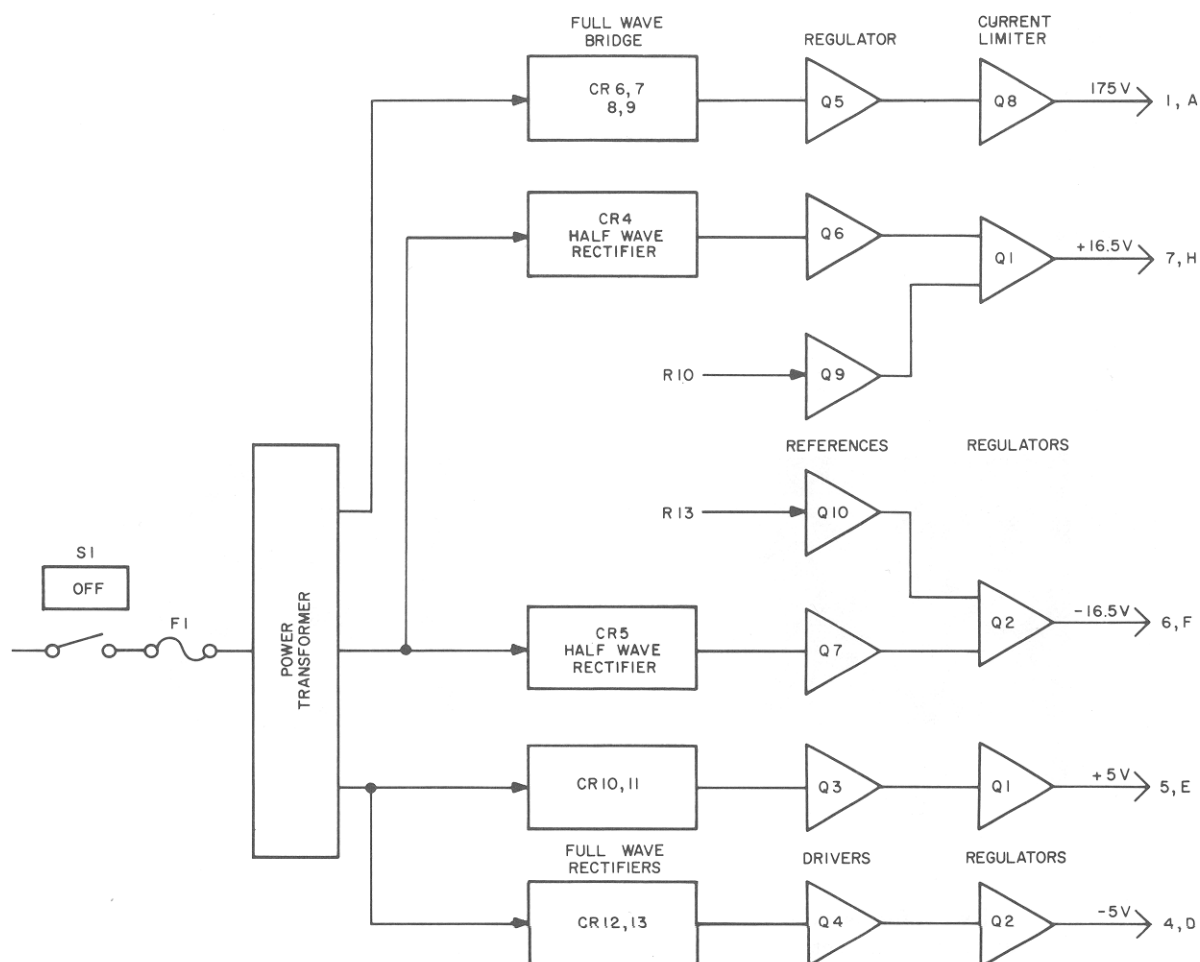 FULL WAVE
BRIDGE
REGULATOR
CURRENT
LIMITER
CR 6, 7
8, 9
Q5
Q8
175 V
1, A
CR4
HALF WAVE
RECTIFIER
Q6
Q1
+16.5 V
7, H
R10
Q9
REFERENCES
REGULATORS
R13
Q10
S1
OFF
F1
POWER
TRANSFORMER
CR5
HALF WAVE
RECTIFIER
Q7
Q2
-16.5V
6, F
CR10, 11
Q3
Q1
+5V
5, E
FULL WAVE
RECTIFIERS
DRIVERS
REGULATORS
CR12, 13
Q4
Q2
-5V
4, D